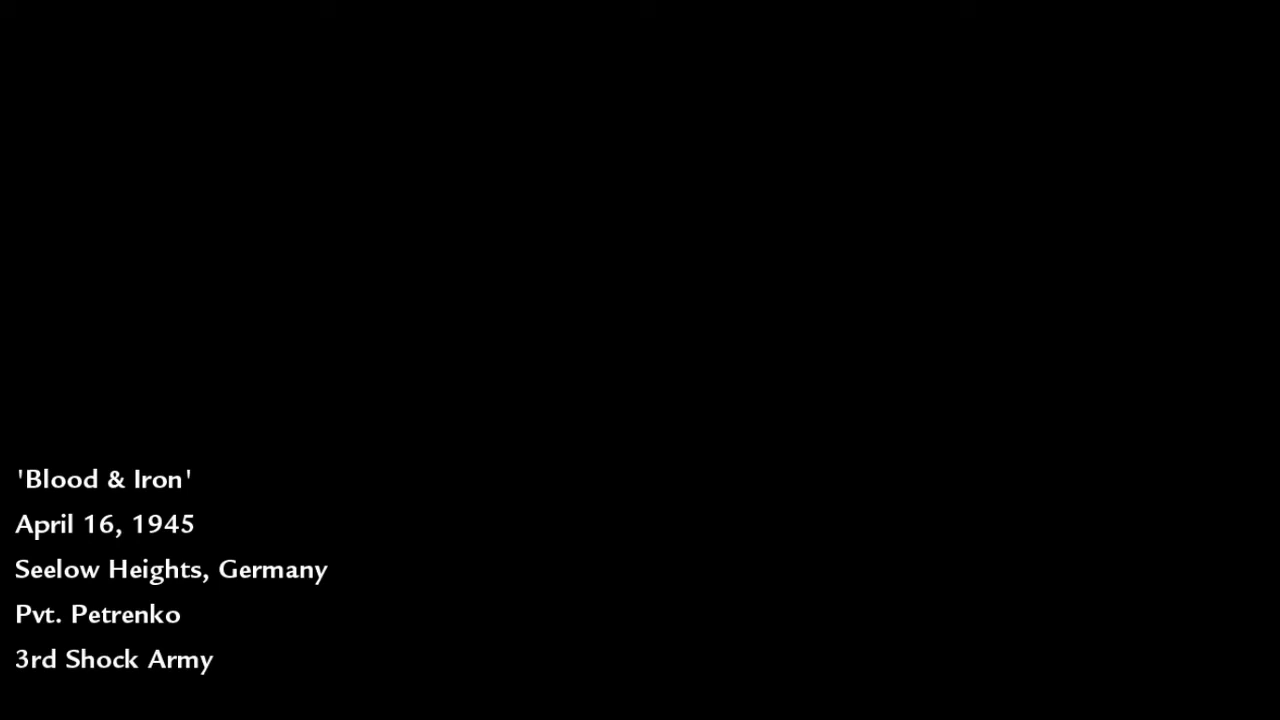 'Blood & Iron'
April 16, 1945
Seelow Heights, Germany
Pvt. Petrenko
3rd Shock Army